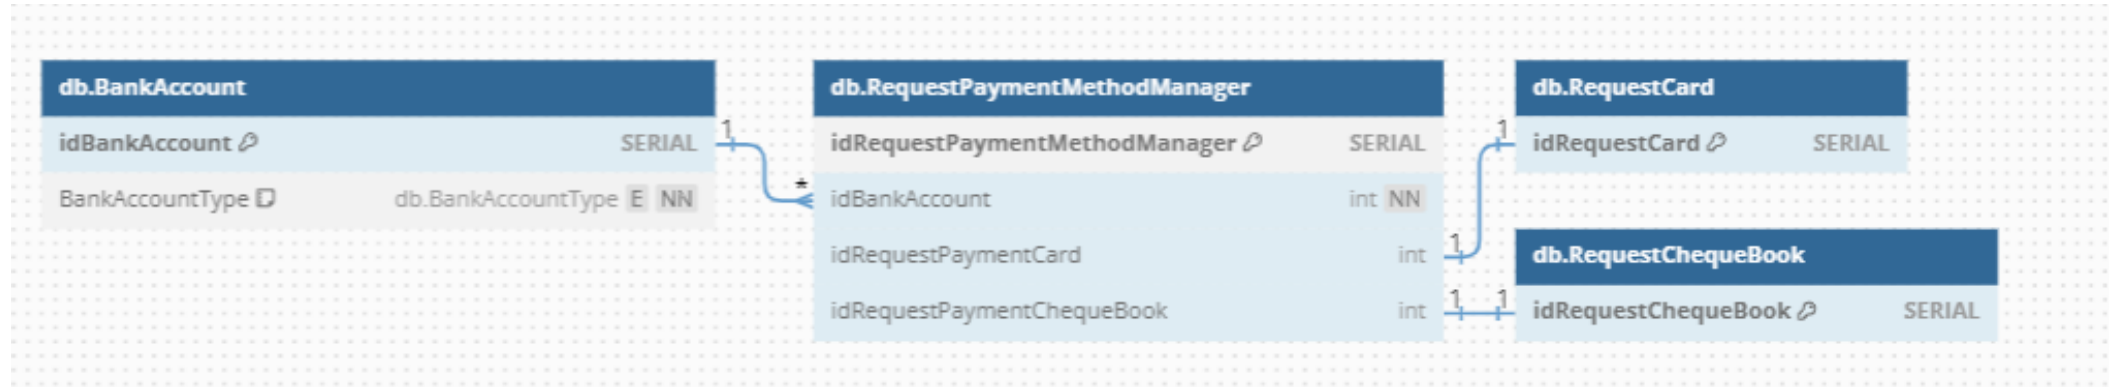 db.BankAccount
idBankAccount SERIAL
BankAccountType db.BankAccountType E NN
1
*
db.RequestPaymentMethodManager
idRequestPaymentMethodManager SERIAL
idBankAccount int NN
idRequestPaymentCard int
idRequestPaymentChequeBook int
1
1
1
1
db.RequestCard
idRequestCard SERIAL
db.RequestChequeBook
idRequestChequeBook SERIAL